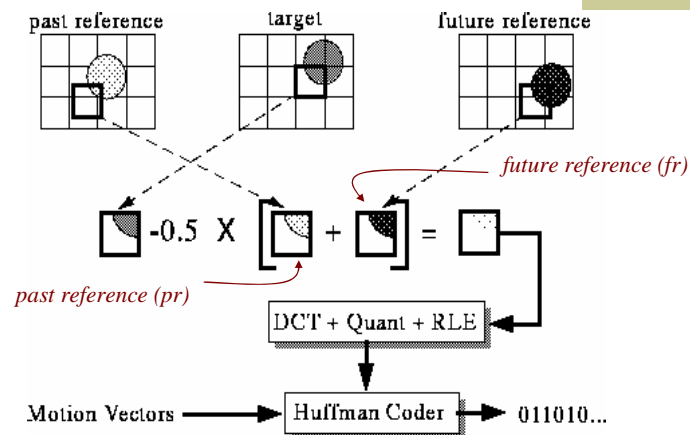 past reference target future reference
future reference (fr)
-0.5 X [ + ] =
past reference (pr)
DCT + Quant + RLE
Motion Vectors Huffman Coder 011010...